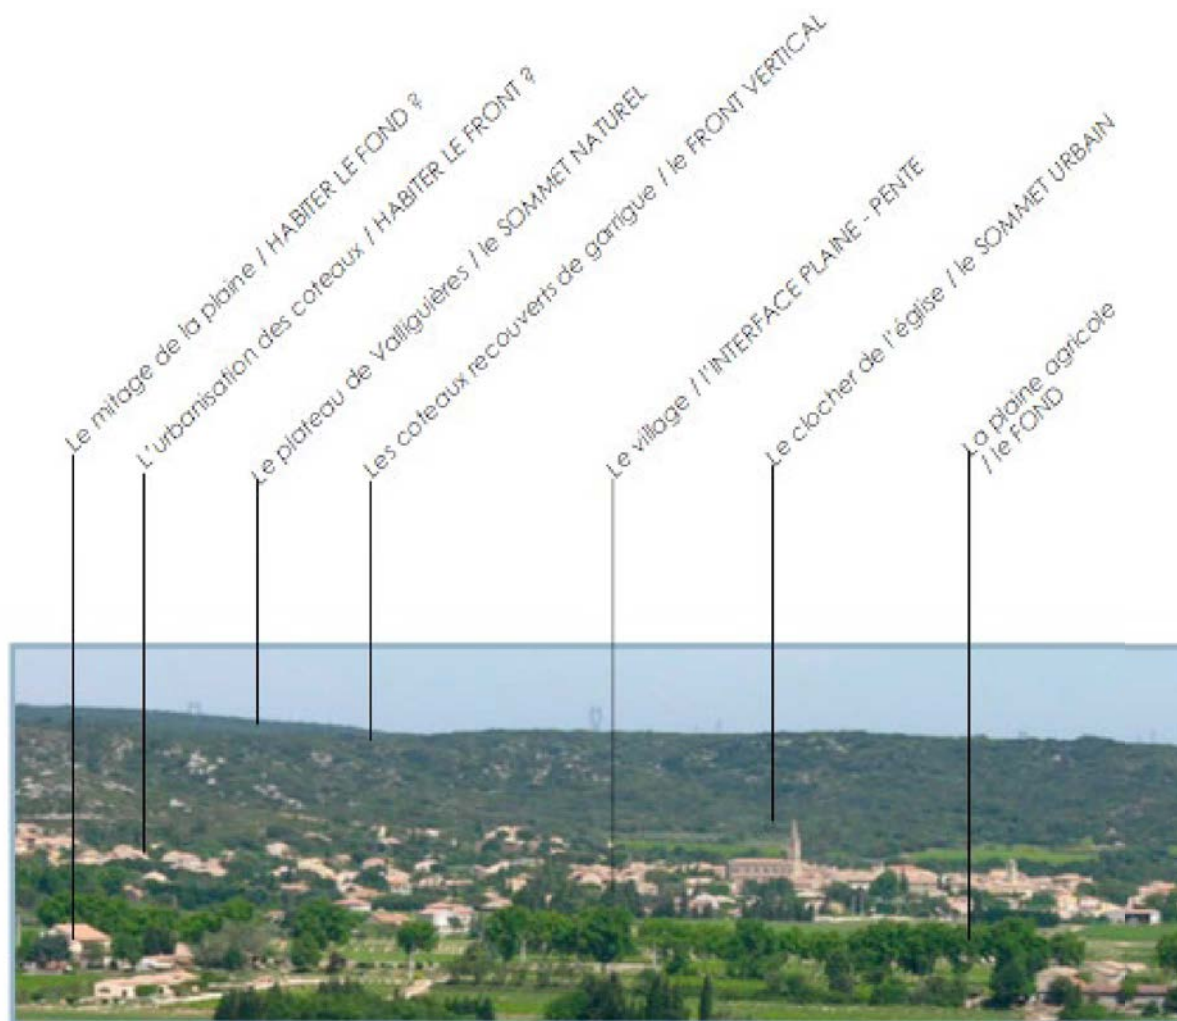 Le mitage de la plaine / HABITER LE FOND ?
L'urbanisation des coteaux / HABITER LE FRONT ?
Le plateau de Valliguières / le SOMMET NATUREL
Les coteaux recouverts de garrigue / le FRONT VERTICAL
Le village / l'INTERFACE PLAINE - PENTE
Le clocher de l'église / le SOMMET URBAIN
La plaine agricole
/ le FOND